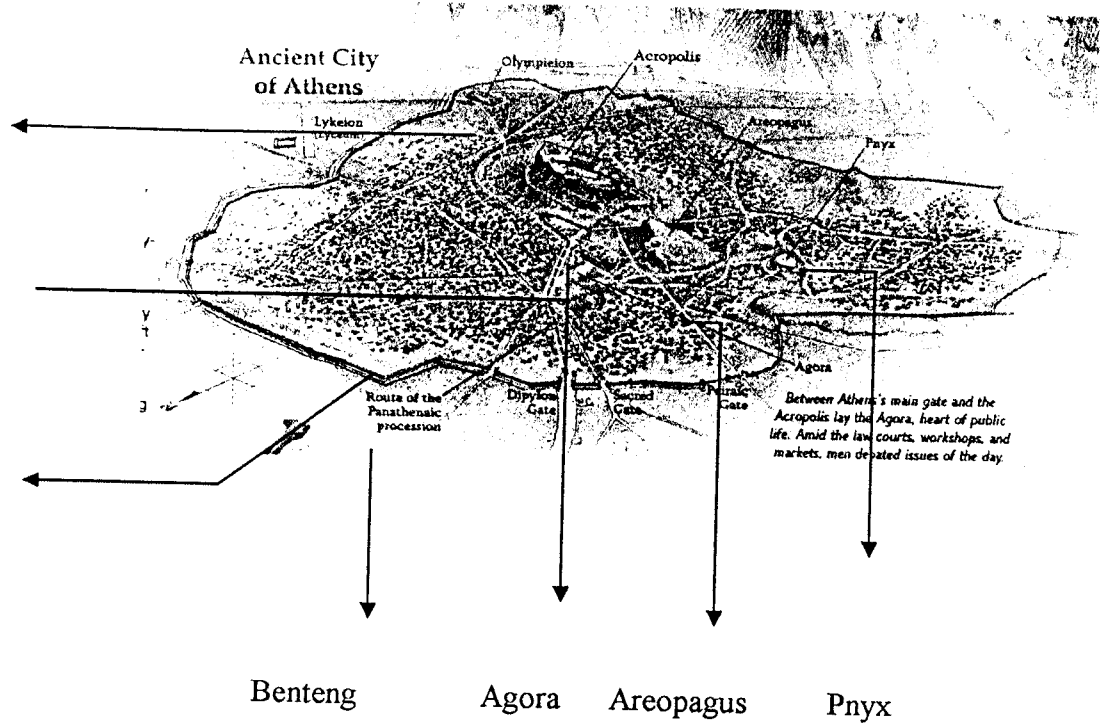 Ancient City
of Athens
Olympieion
Acropolis
Lykeion
(Lyceum)
Areopagus
Pnyx
y
t
g
Agora
Route of the
Panathenaic
procession
Dipylon
Gate
Sacred
Gate
Peiraic
Gate
Between Athens's main gate and the
Acropolis lay the Agora, heart of public
life. Amid the law courts, workshops, and
markets, men debated issues of the day.
Benteng
Agora
Areopagus
Pnyx